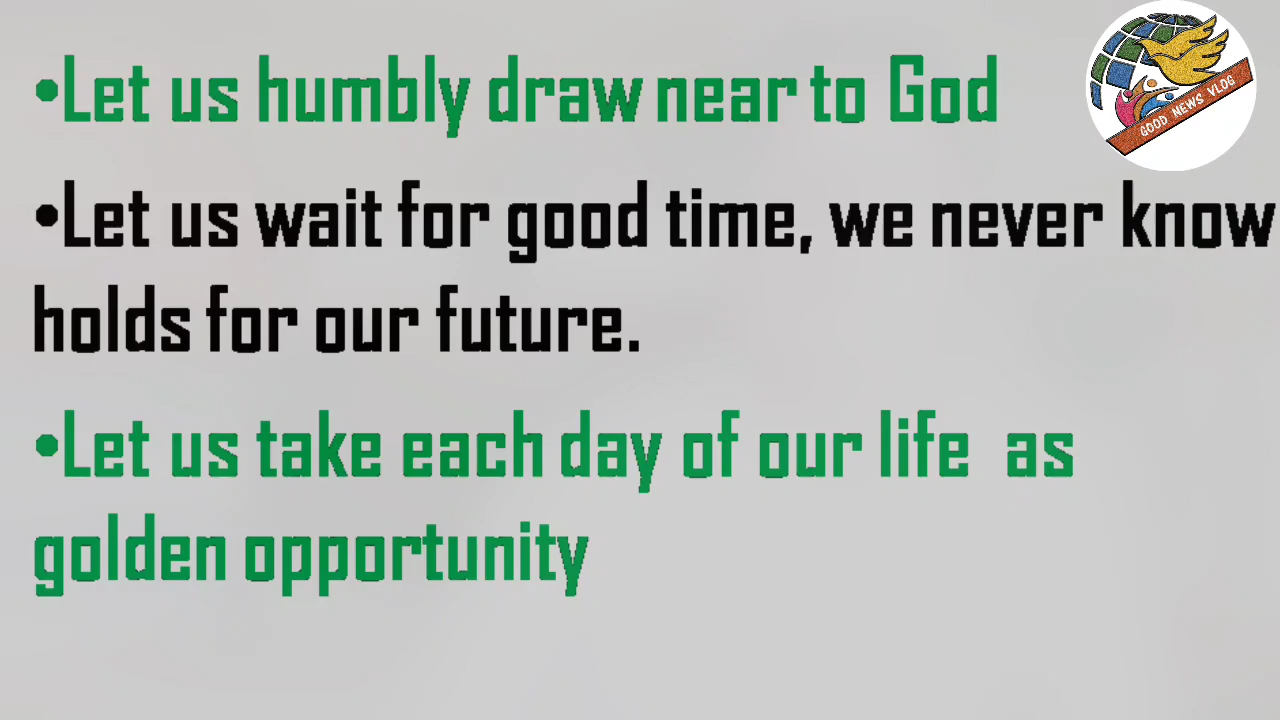 •Let us humbly draw near to God
GOOD NEWS VLOG
•Let us wait for good time, we never know
holds for our future.
•Let us take each day of our life as
golden opportunity